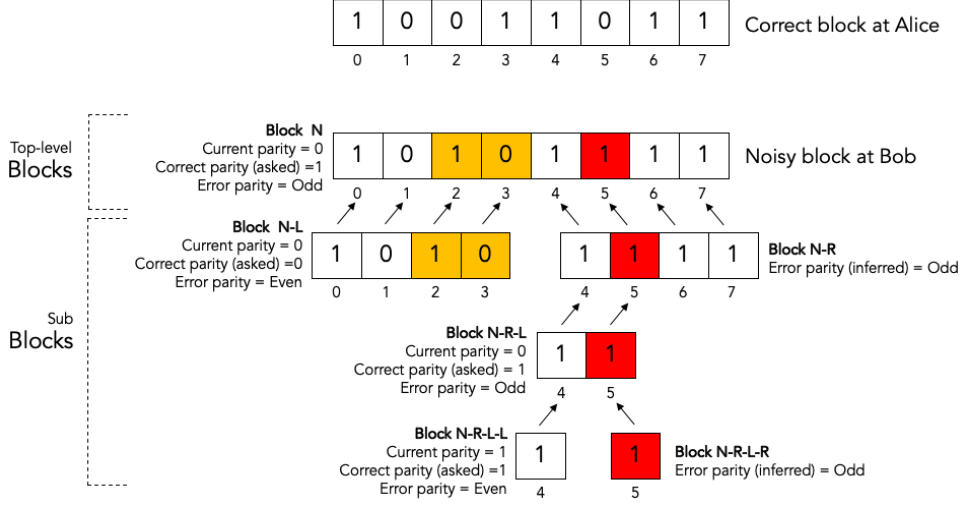 1 0 0 1 1 0 1 1
Correct block at Alice
0 1 2 3 4 5 6 7
Top-level
Blocks
Block N
Current parity = 0
Correct parity (asked) =1
Error parity = Odd
1 0 1 0 1 1 1 1
Noisy block at Bob
0 1 2 3 4 5 6 7
Sub
Blocks
Block N-L
Current parity = 0
Correct parity (asked) =0
Error parity = Even
1 0 1 0
0 1 2 3
1 1 1 1
4 5 6 7
Block N-R
Error parity (inferred) = Odd
Block N-R-L
Current parity = 0
Correct parity (asked) = 1
Error parity = Odd
1 1
4 5
Block N-R-L-L
Current parity = 1
Correct parity (asked) =1
Error parity = Even
1
4
1
5
Block N-R-L-R
Error parity (inferred) = Odd